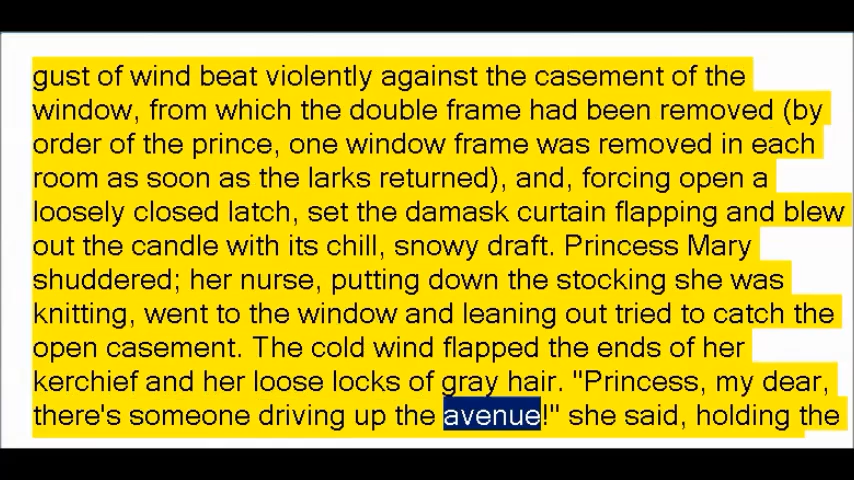 gust of wind beat violently against the casement of the
window, from which the double frame had been removed (by
order of the prince, one window frame was removed in each
room as soon as the larks returned), and, forcing open a
loosely closed latch, set the damask curtain flapping and blew
out the candle with its chill, snowy draft. Princess Mary
shuddered; her nurse, putting down the stocking she was
knitting, went to the window and leaning out tried to catch the
open casement. The cold wind flapped the ends of her
kerchief and her loose locks of gray hair. "Princess, my dear,
there's someone driving up the avenue!" she said, holding the